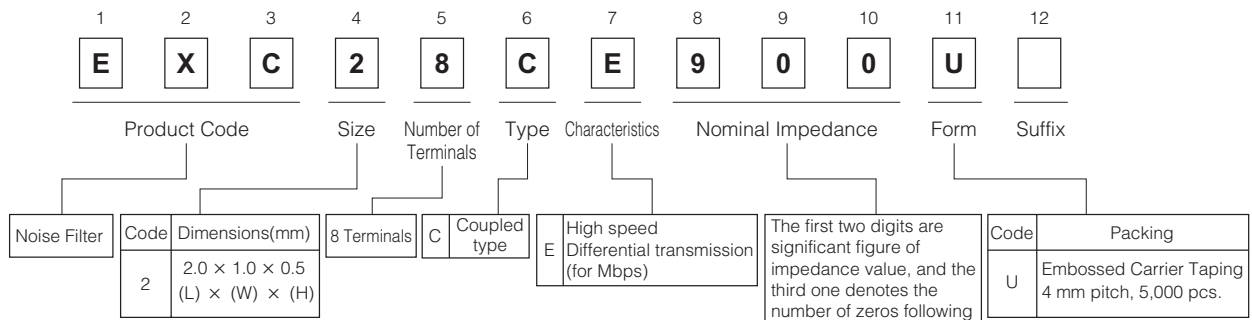 1 2 3 4 5 6 7 8 9 10 11 12
E X C 2 8 C E 9 0 0 U
Product Code Size Number of Terminals Type Characteristics Nominal Impedance Form Suffix
Noise Filter
Code Dimensions(mm)
2 2.0 × 1.0 × 0.5
(L) × (W) × (H)
8 Terminals
C Coupled
type
E High speed
Differential transmission
(for Mbps)
The first two digits are
significant figure of
impedance value, and the
third one denotes the
number of zeros following
Code Packing
U Embossed Carrier Taping
4 mm pitch, 5,000 pcs.